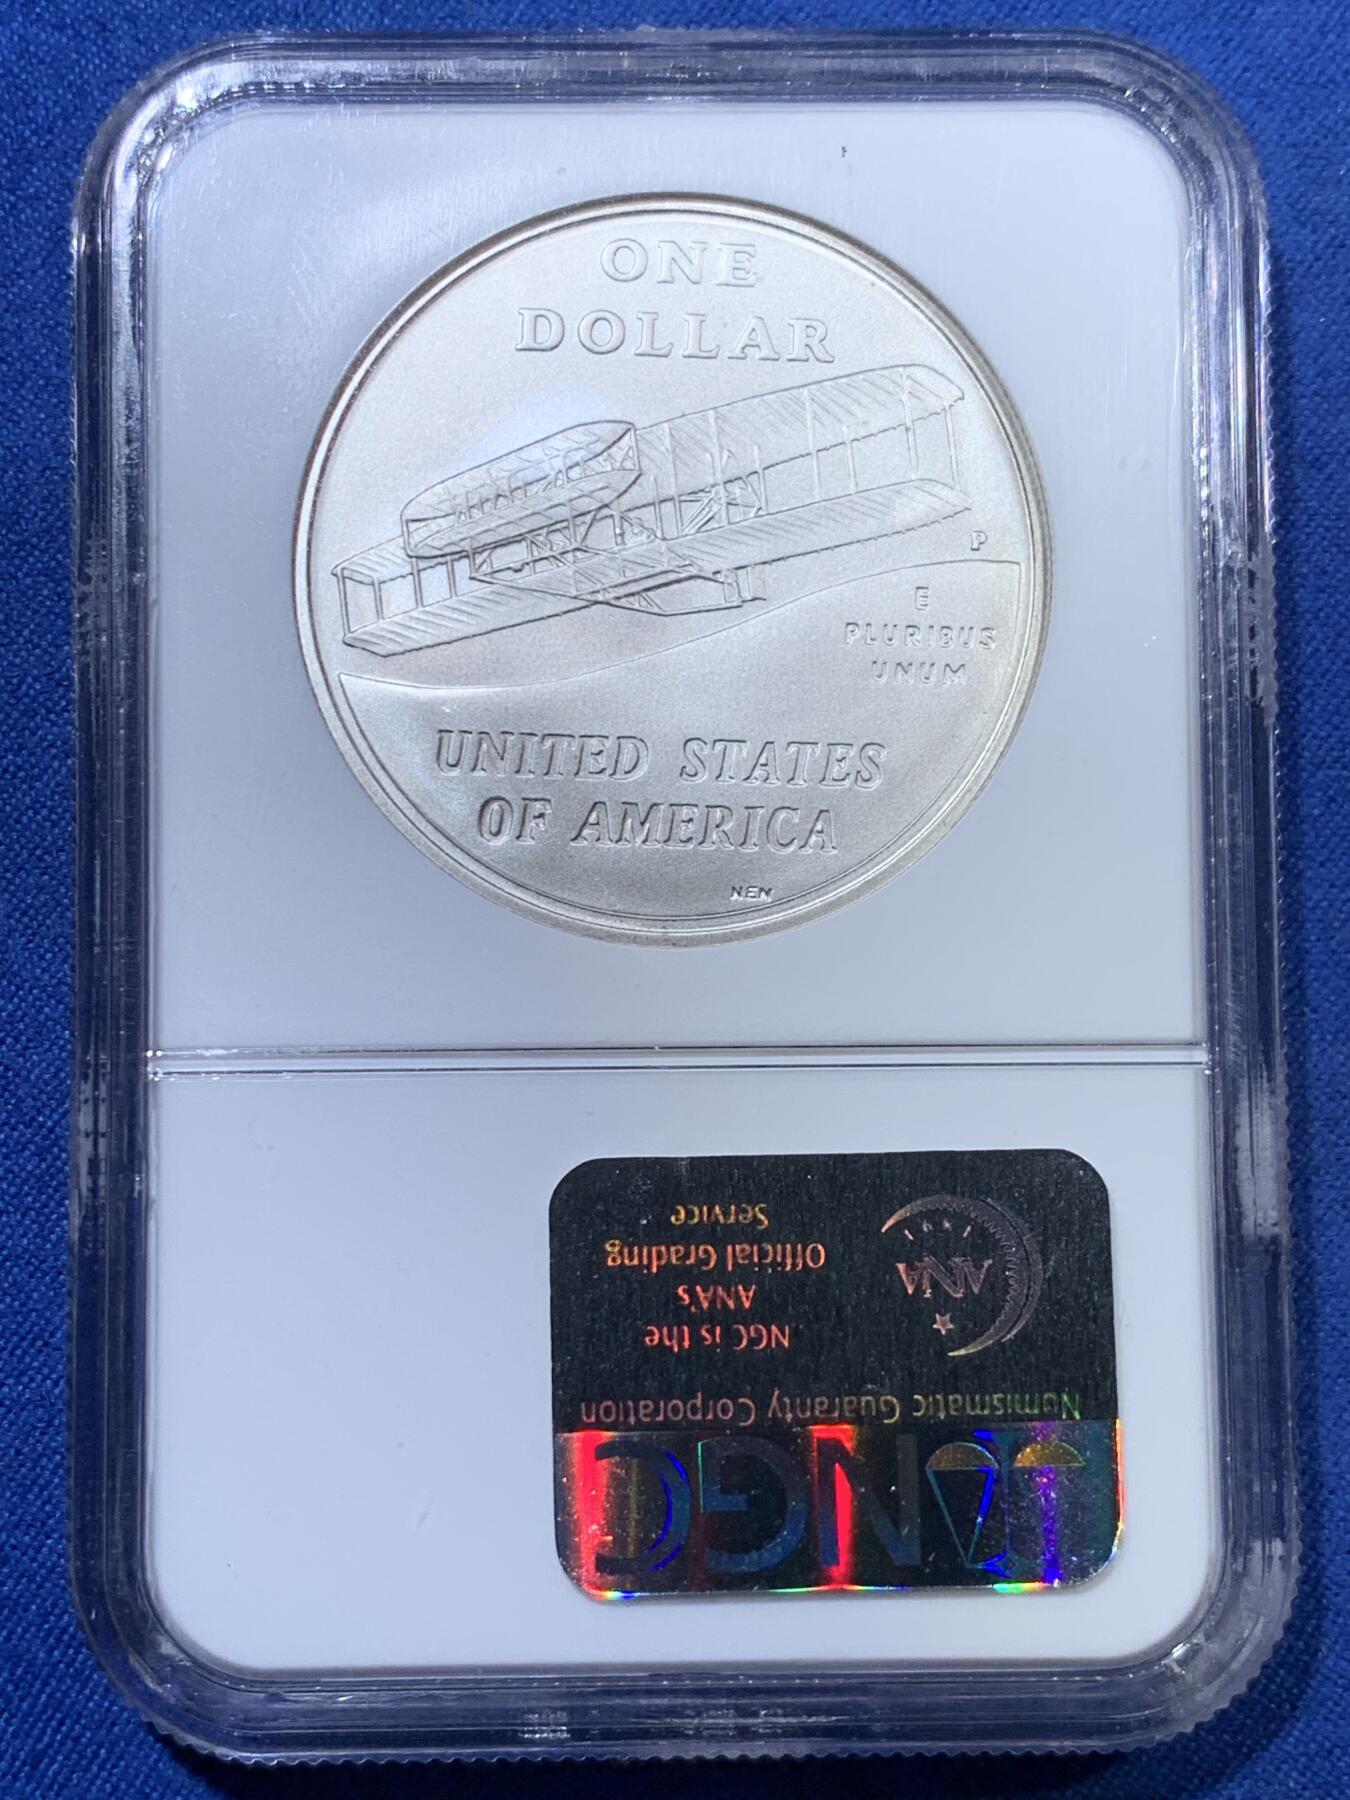 ONE
DOLLAR
P
E
PLURIBUS
UNUM
UNITED STATES
OF AMERICA
NEN
NGC
Numismatic Guaranty Corporation
NGC is the
ANA's
Official Grading
Service
ANA
1891